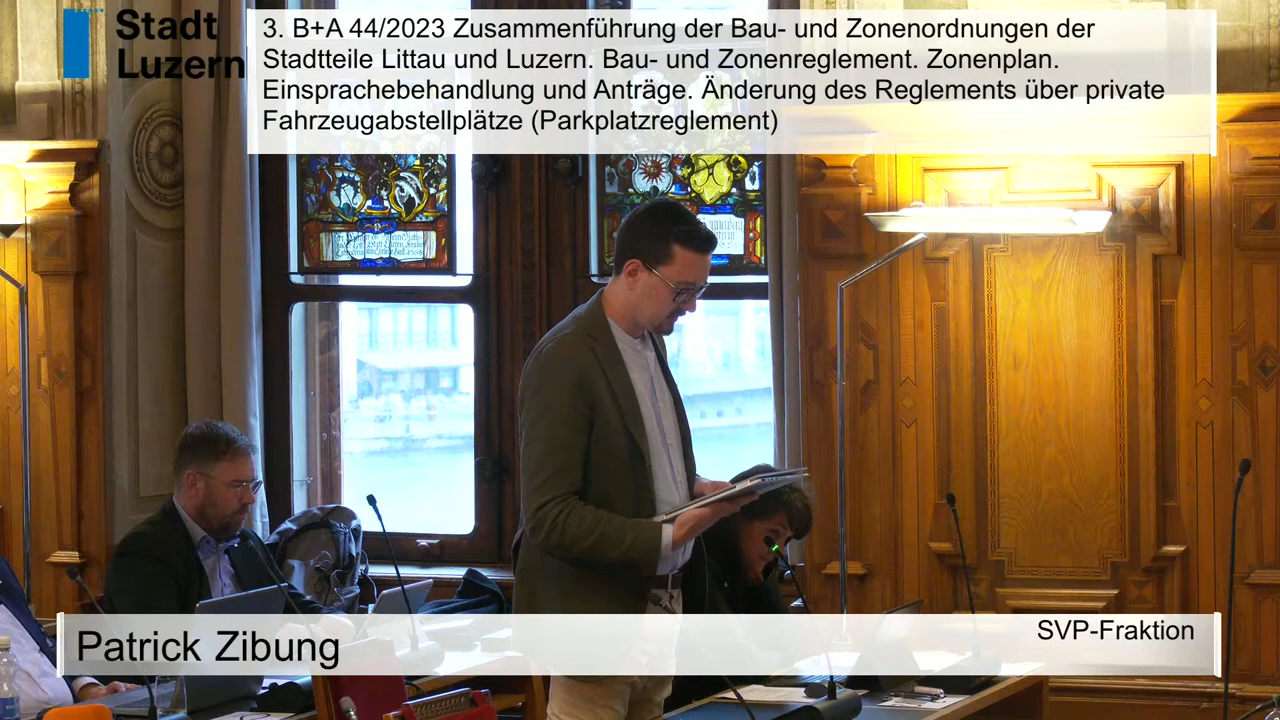 Stadt
Luzern
3. B+A 44/2023 Zusammenführung der Bau- und Zonenordnungen der
Stadtteile Littau und Luzern. Bau- und Zonenreglement. Zonenplan.
Einsprachebehandlung und Anträge. Änderung des Reglements über private
Fahrzeugabstellplätze (Parkplatzreglement)
Patrick Zibung
SVP-Fraktion